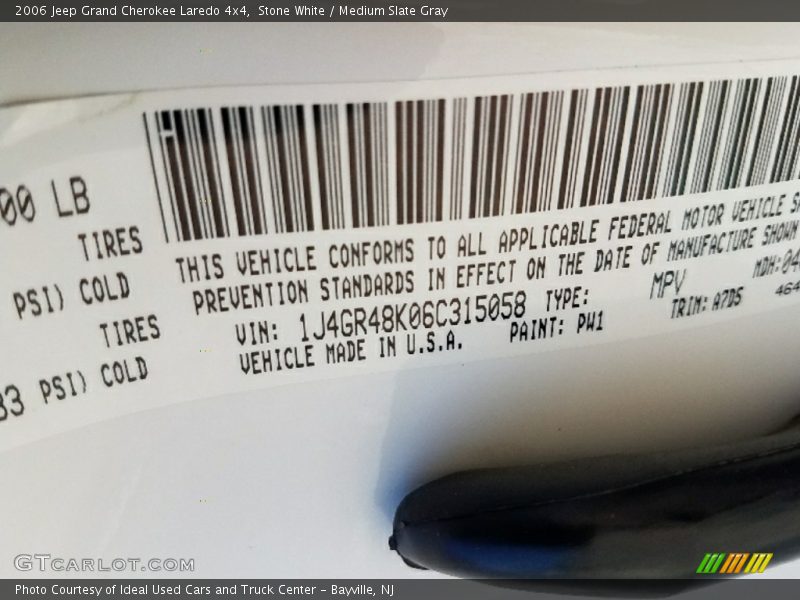 2006 Jeep Grand Cherokee Laredo 4x4, Stone White / Medium Slate Gray
00 LB
TIRES
PSI) COLD
TIRES
33 PSI) COLD
THIS VEHICLE CONFORMS TO ALL APPLICABLE FEDERAL MOTOR VEHICLE
PREVENTION STANDARDS IN EFFECT ON THE DATE OF MANUFACTURE SHOWN
VIN: 1J4GR48K06C315058 TYPE: MPV MDH:04
VEHICLE MADE IN U.S.A. PAINT: PW1 TRIM: A7D5 464
GTCARLOT.COM
Photo Courtesy of Ideal Used Cars and Truck Center - Bayville, NJ